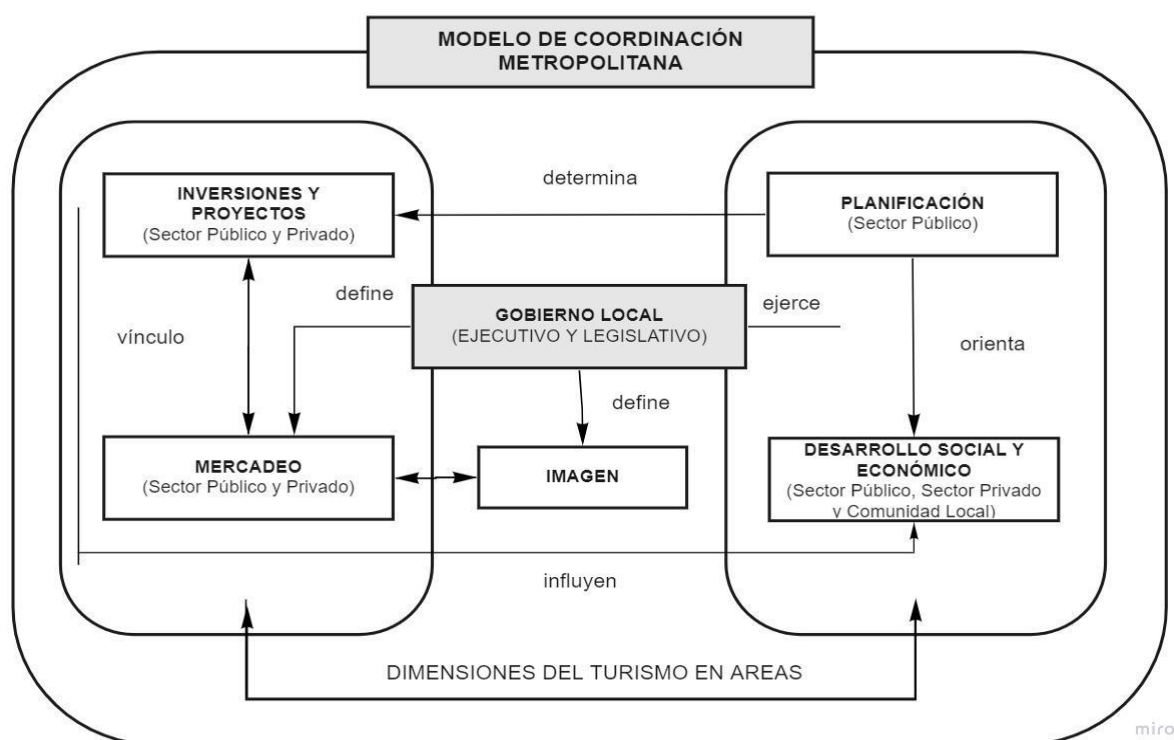 MODELO DE COORDINACIÓN
METROPOLITANA
INVERSIONES Y
PROYECTOS
(Sector Público y Privado)
determina
PLANIFICACIÓN
(Sector Público)
define
GOBIERNO LOCAL
(EJECUTIVO Y LEGISLATIVO)
ejerce
vínculo
orienta
define
MERCADEO
(Sector Público y Privado)
IMAGEN
DESARROLLO SOCIAL Y
ECONÓMICO
(Sector Público, Sector Privado
y Comunidad Local)
influyen
DIMENSIONES DEL TURISMO EN AREAS
miro